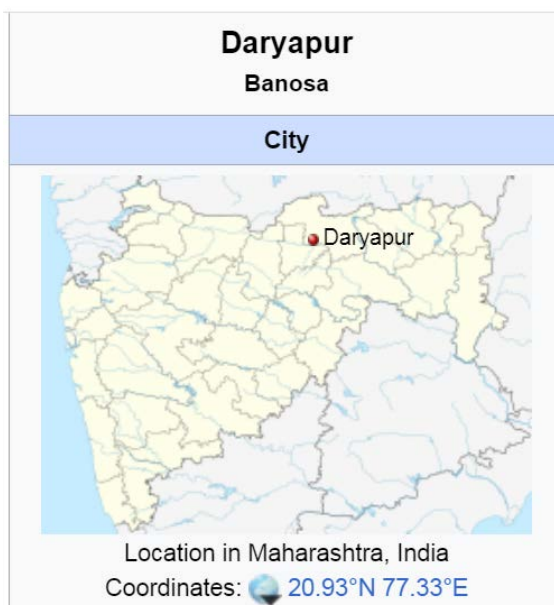 Daryapur
Banosa
City
Daryapur
Location in Maharashtra, India
Coordinates: 20.93°N 77.33°E